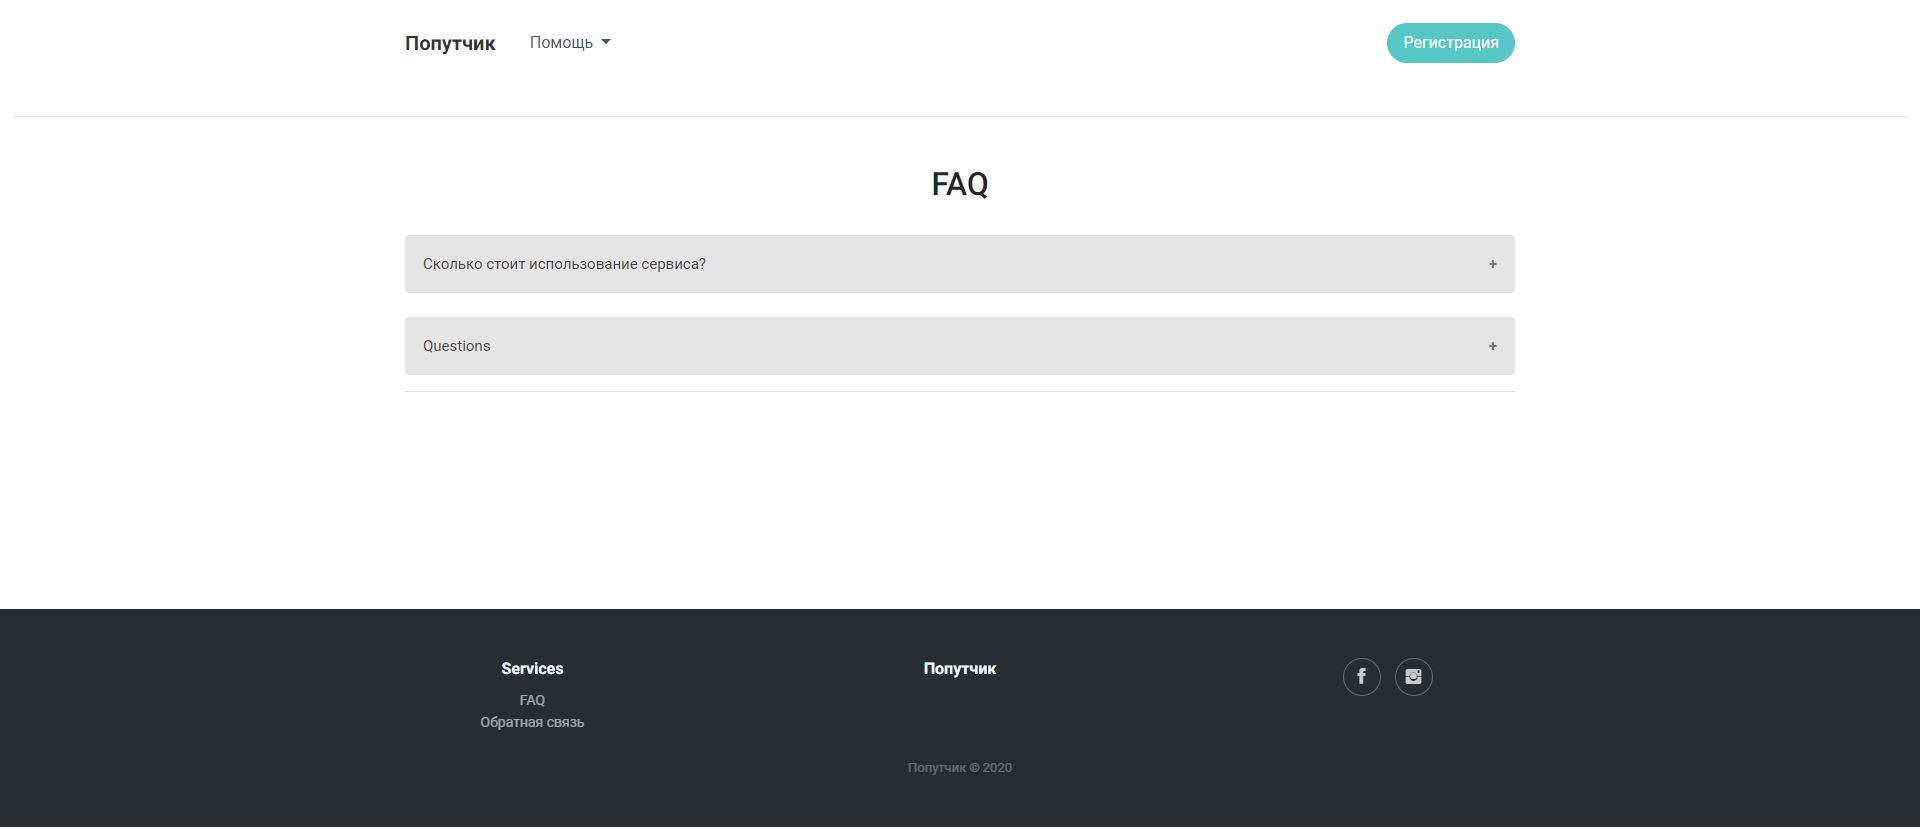 Попутчик
Помощь
Регистрация
FAQ
Сколько стоит использование сервиса? +
Questions +
Services
FAQ
Обратная связь
Попутчик
f
Попутчик © 2020